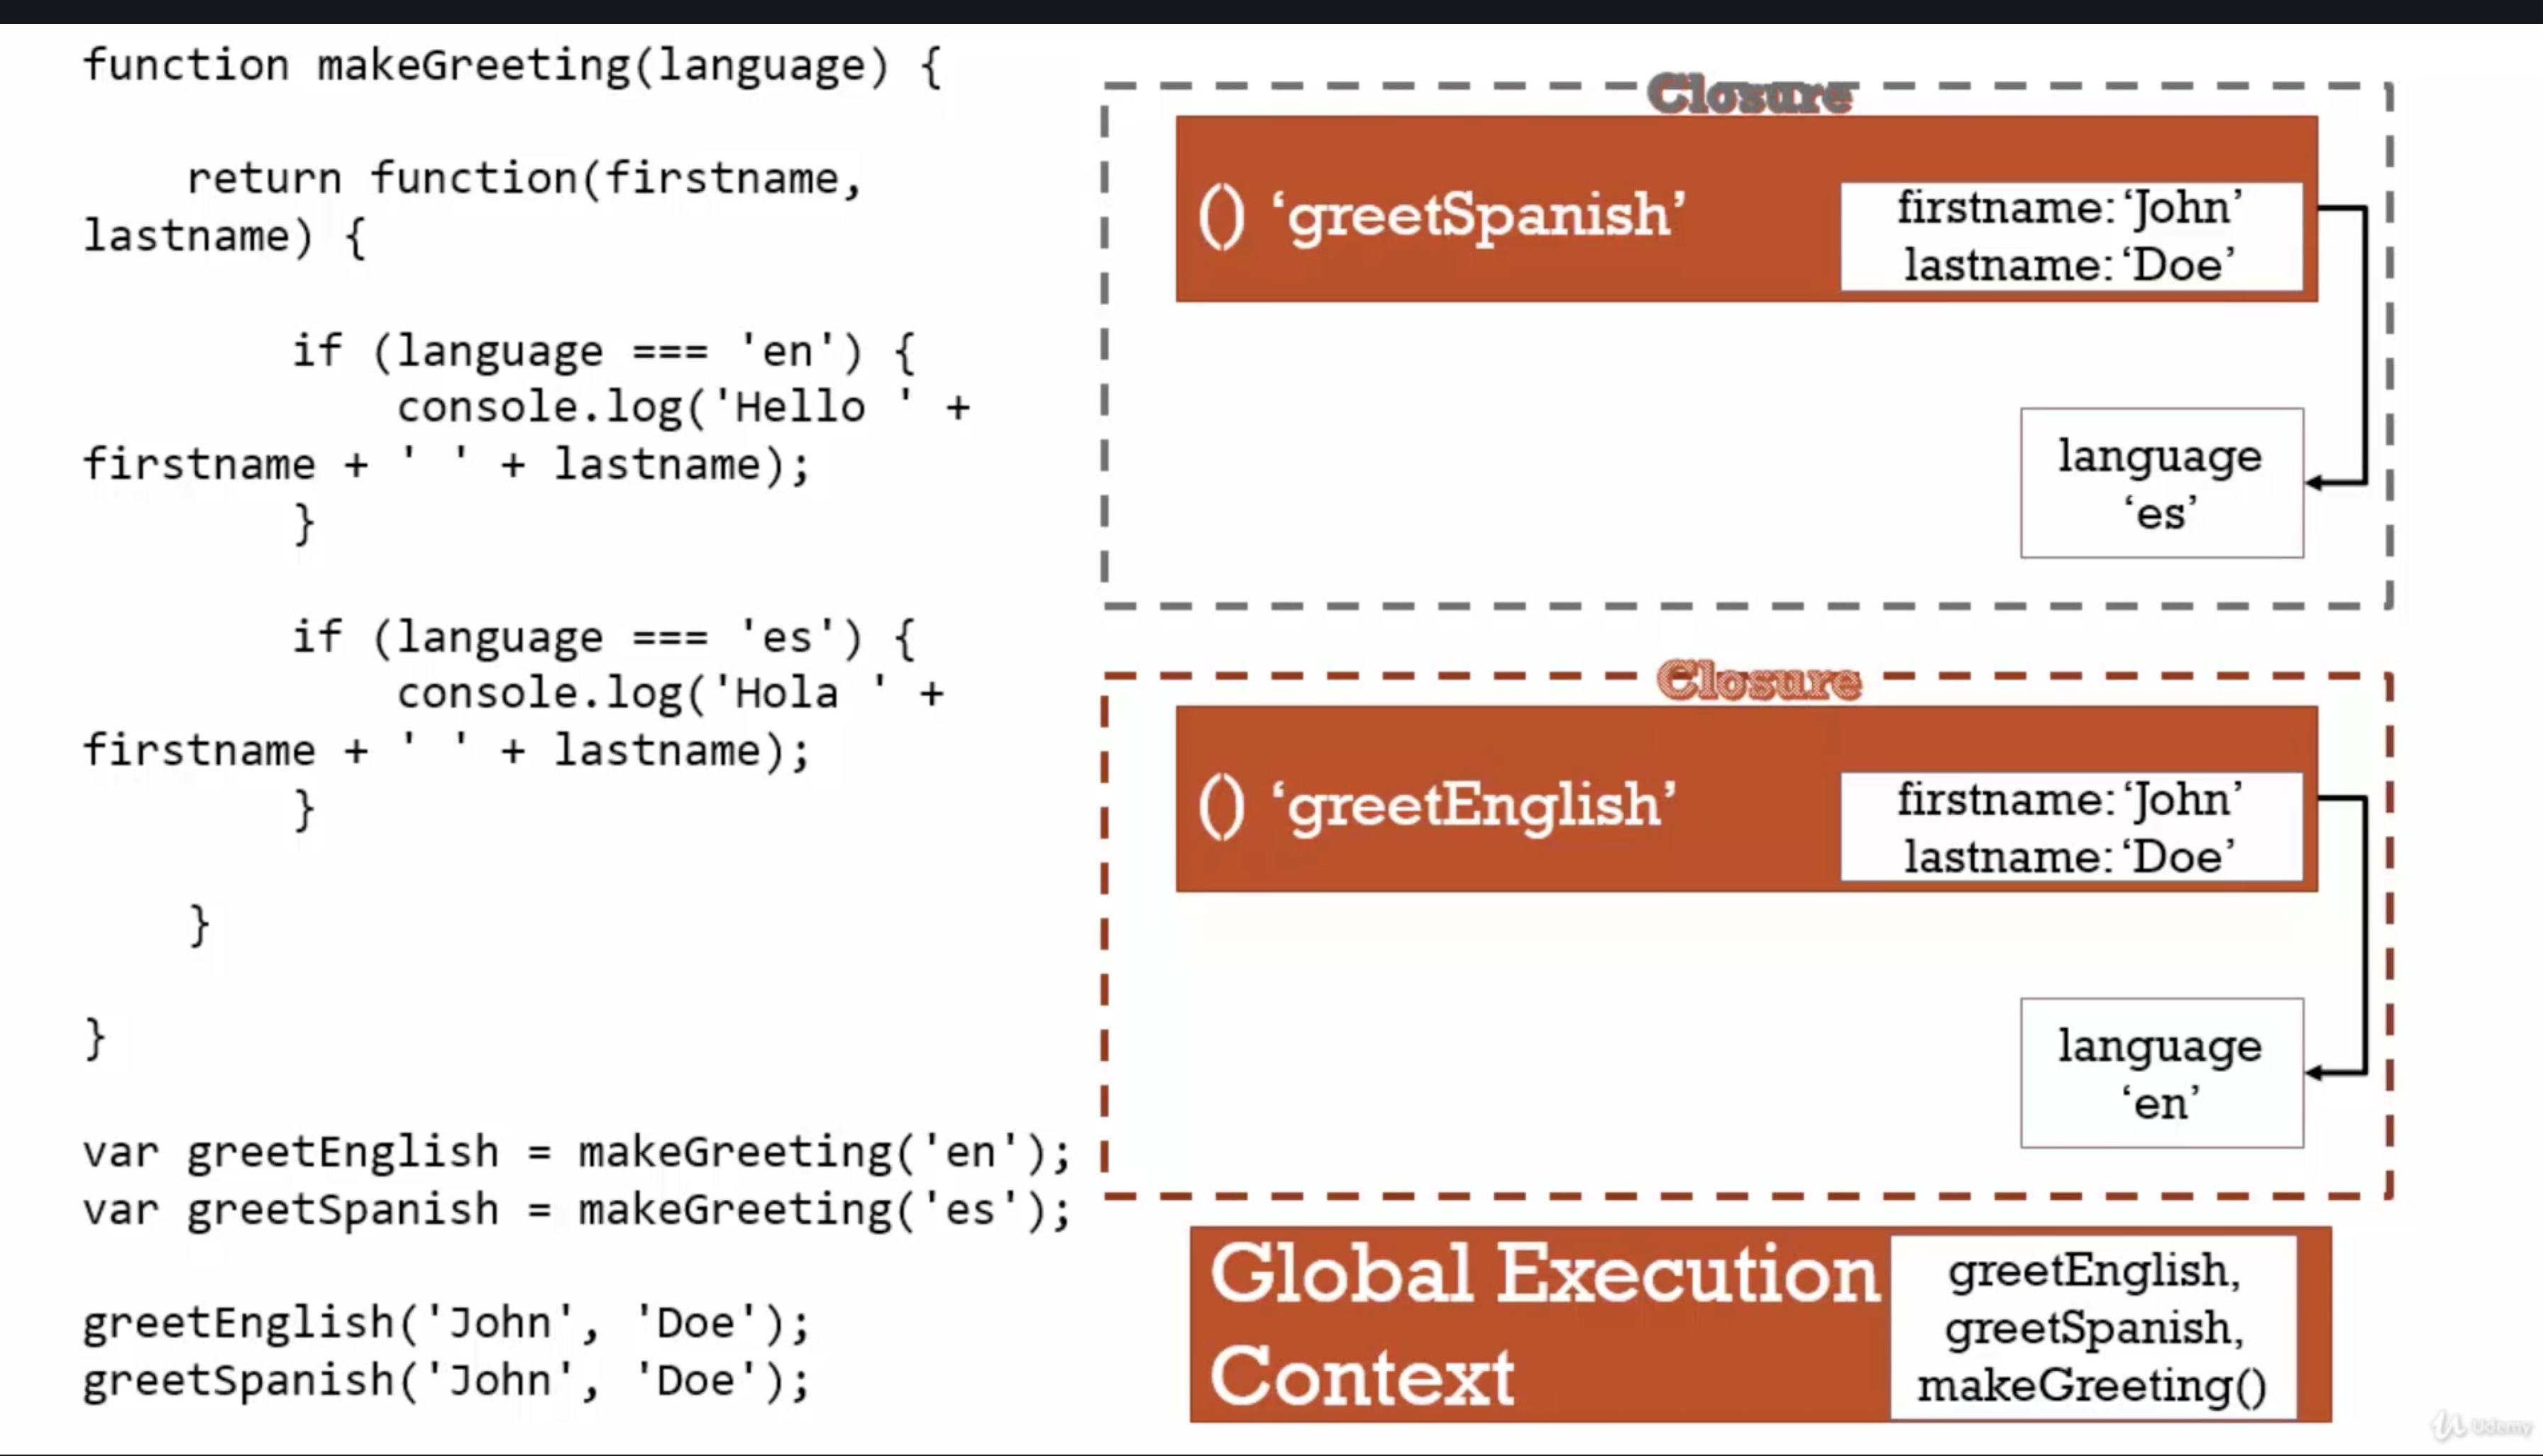 function makeGreeting(language) {
    return function(firstname,
lastname) {
        if (language === 'en') {
            console.log('Hello ' +
firstname + ' ' + lastname);
        }
        if (language === 'es') {
            console.log('Hola ' +
firstname + ' ' + lastname);
        }
    }
}
var greetEnglish = makeGreeting('en');
var greetSpanish = makeGreeting('es');
greetEnglish('John', 'Doe');
greetSpanish('John', 'Doe');
Closure
() ‘greetSpanish’
firstname: ‘John’
lastname: ‘Doe’
language
‘es’
Closure
() ‘greetEnglish’
firstname: ‘John’
lastname: ‘Doe’
language
‘en’
Global Execution
Context
greetEnglish,
greetSpanish,
makeGreeting()
Udemy